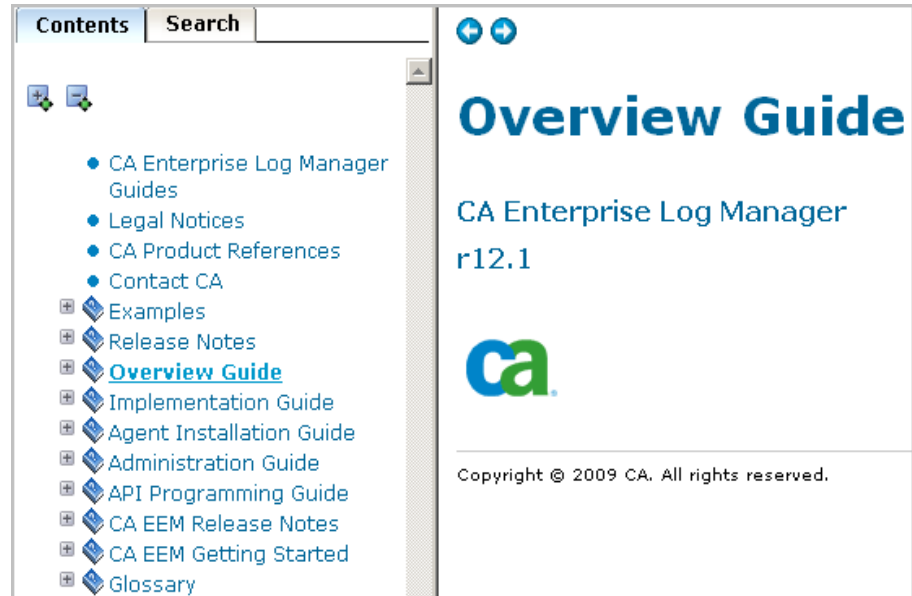 Contents
Search
CA Enterprise Log Manager
Guides
Legal Notices
CA Product References
Contact CA
Examples
Release Notes
Overview Guide
Implementation Guide
Agent Installation Guide
Administration Guide
API Programming Guide
CA EEM Release Notes
CA EEM Getting Started
Glossary
Overview Guide
CA Enterprise Log Manager
r12.1
ca
Copyright © 2009 CA. All rights reserved.